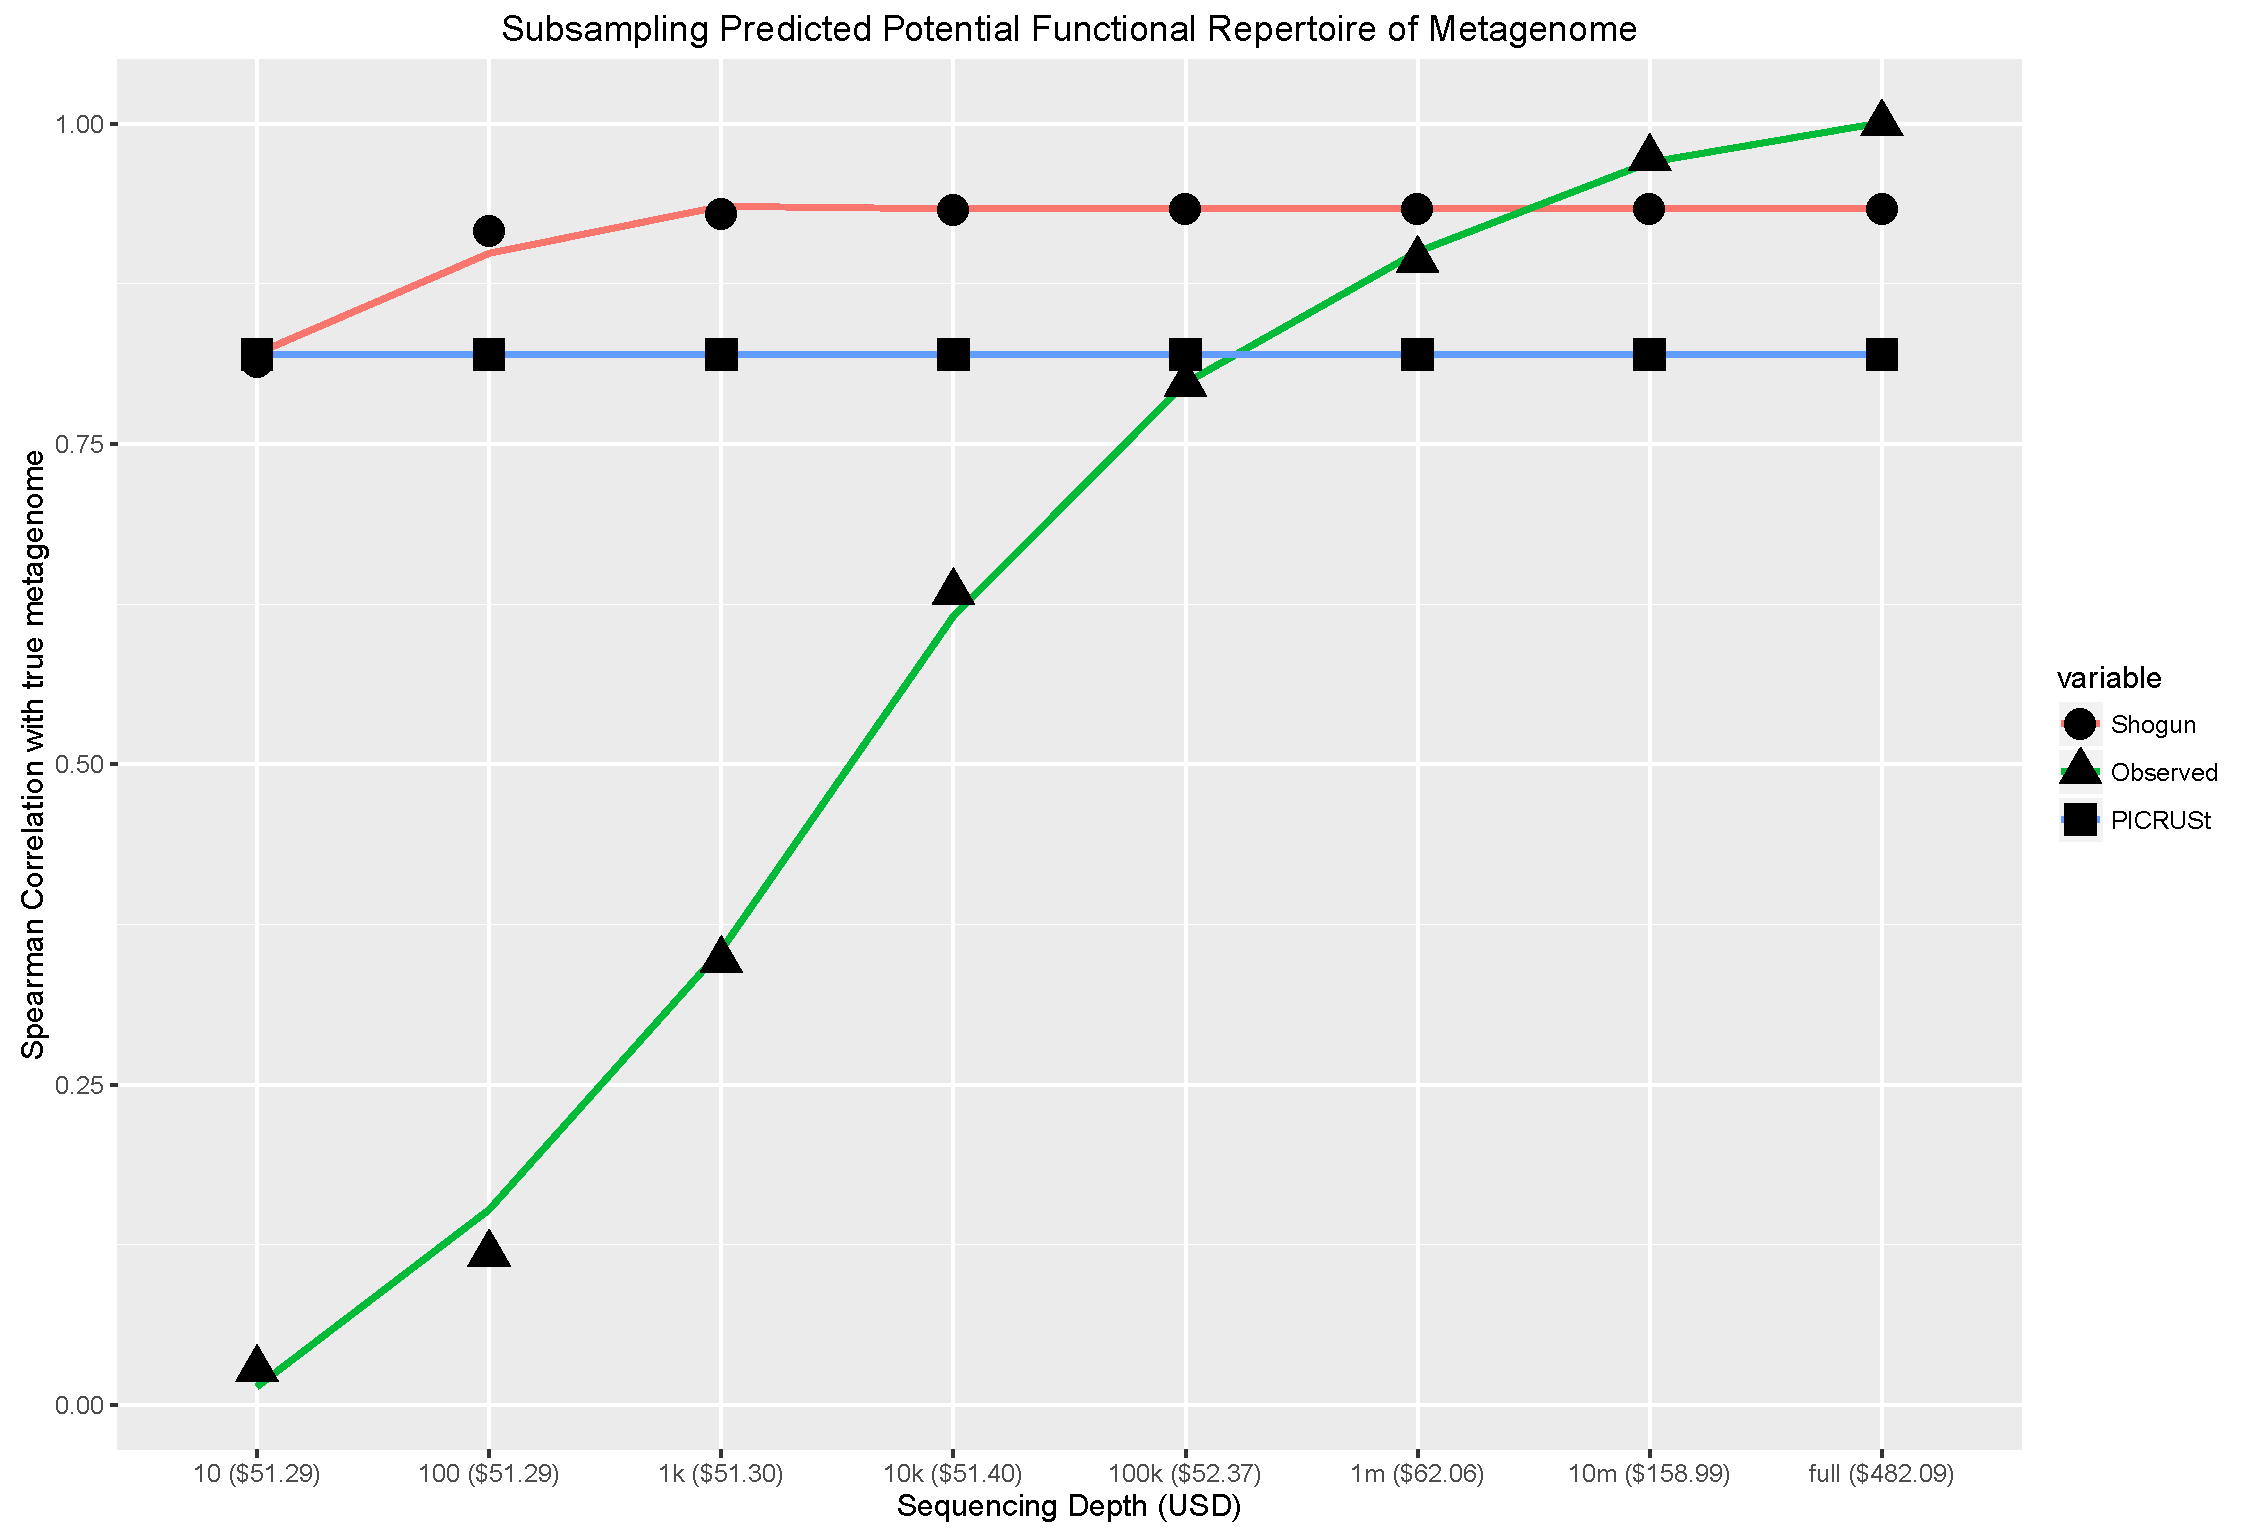 Subsampling Predicted Potential Functional Repertoire of Metagenome
Spearman Correlation with true metagenome
1.00
0.75
0.50
0.25
0.00
10 ($51.29)
100 ($51.29)
1k ($51.30)
10k ($51.40)
100k ($52.37)
1m ($62.06)
10m ($158.99)
full ($482.09)
Sequencing Depth (USD)
variable
Shogun
Observed
PICRUSt